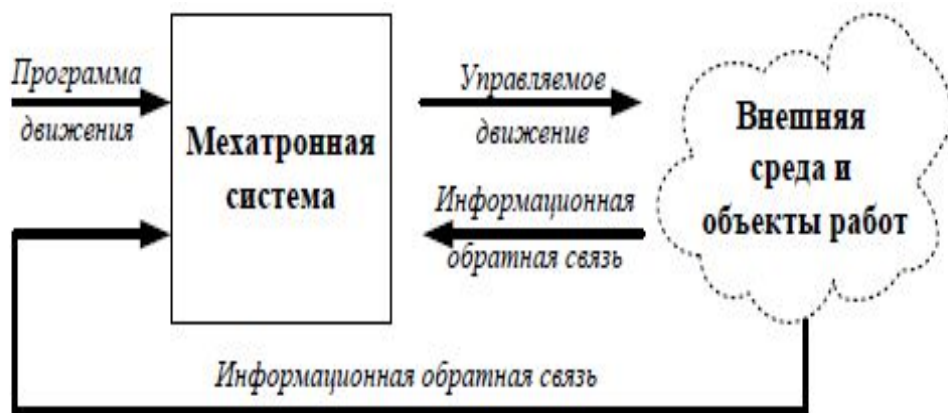 Программа
движения
Мехатронная
система
Управляемое
движение
Информационная
обратная связь
Внешняя
среда и
объекты работ
Информационная обратная связь